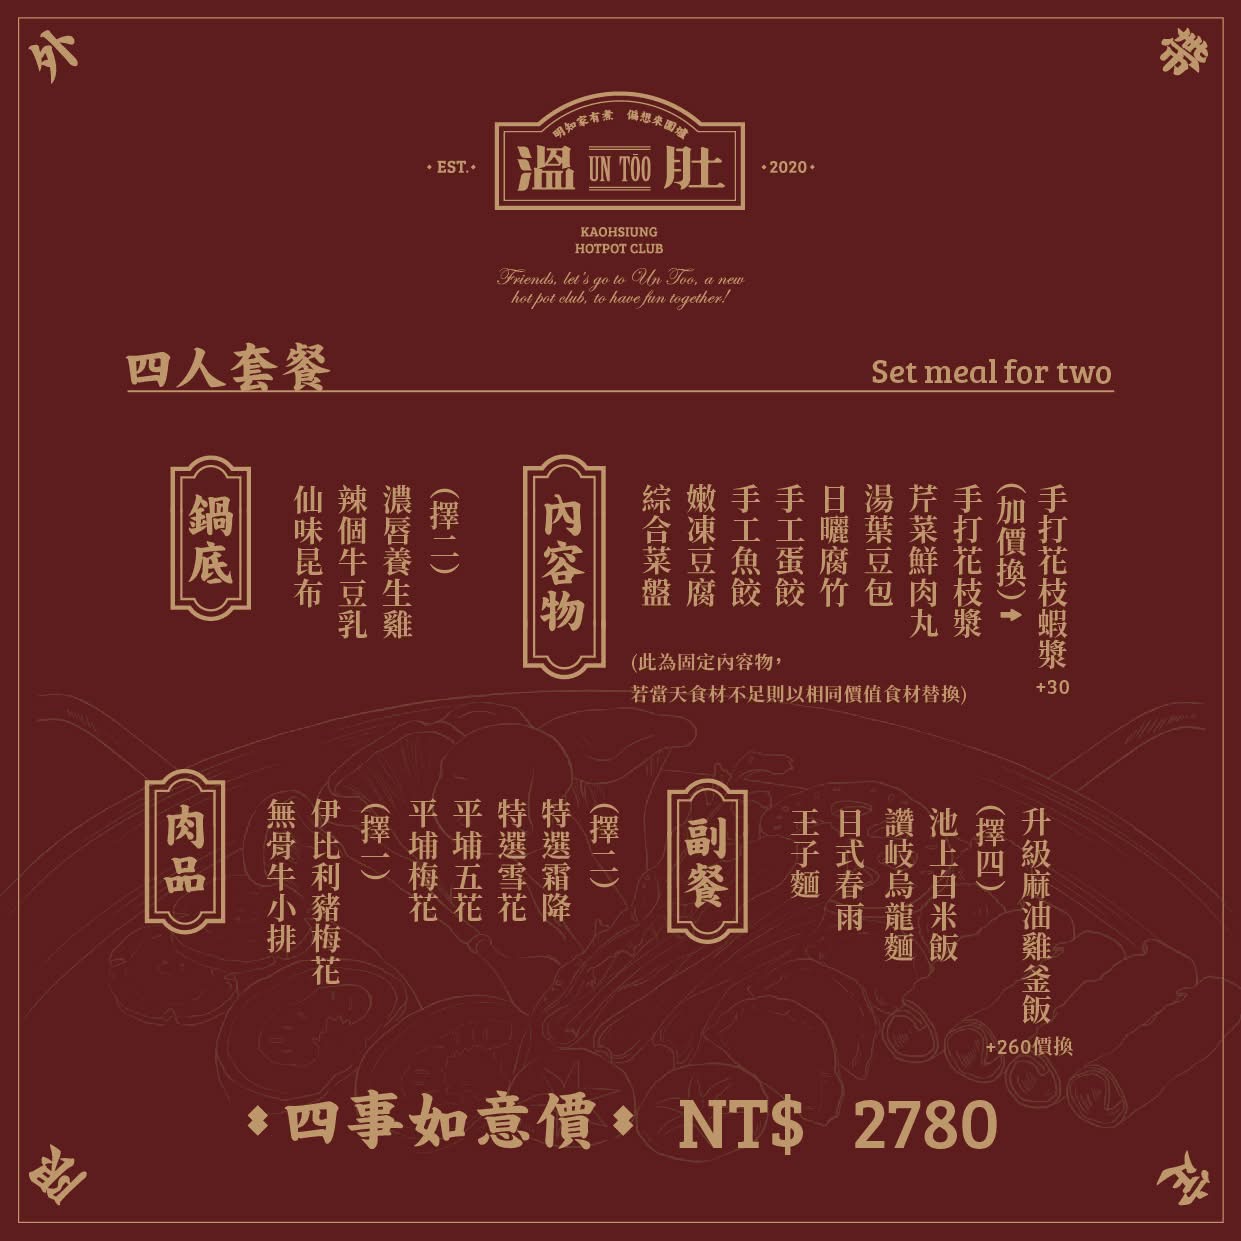 外
帶
明知家有煮 偏想來圍爐
溫 UN TŌO 肚
EST.
2020
KAOHSIUNG
HOTPOT CLUB
Friends, let's go to Un Too, a new
hot pot club, to have fun together!
四人套餐
Set meal for two
鍋底
(擇二)
濃唇養生雞
辣個牛豆乳
仙味昆布
內容物
手打花枝蝦漿
+30
(加價換)➡
手打花枝漿
芹菜鮮肉丸
湯葉豆包
日曬腐竹
手工蛋餃
手工魚餃
嫩凍豆腐
綜合菜盤
(此為固定內容物，
若當天食材不足則以相同價值食材替換)
肉品
(擇二)
特選霜降
特選雪花
平埔五花
平埔梅花
(擇一)
伊比利豬梅花
無骨牛小排
副餐
升級麻油雞釜飯
+260價換
(擇四)
池上白米飯
讚岐烏龍麵
日式春雨
王子麵
四事如意價 NT$ 2780
限
定